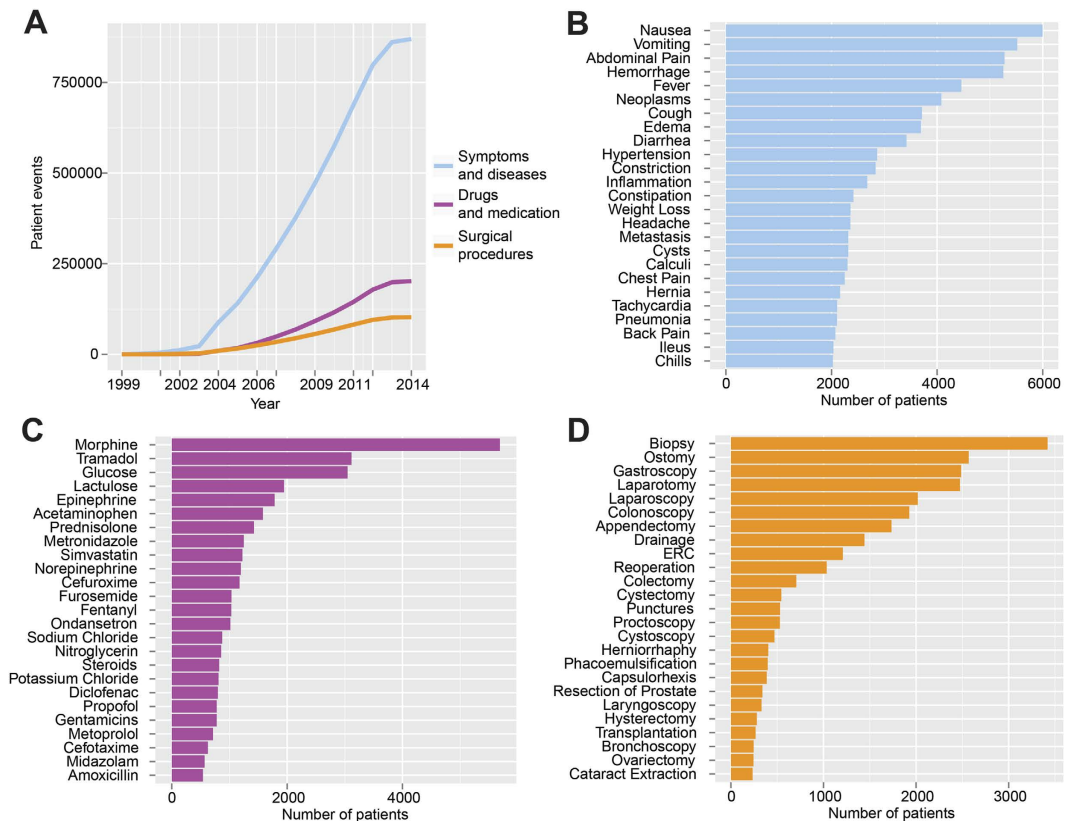 A
750000
500000
250000
0
Patient events
1999
2002
2004
2006
2009
2011
2014
Year
Symptoms
and diseases
Drugs
and medication
Surgical
procedures
B
Nausea
Vomiting
Abdominal Pain
Hemorrhage
Fever
Neoplasms
Cough
Edema
Diarrhea
Hypertension
Constriction
Inflammation
Constipation
Weight Loss
Headache
Metastasis
Cysts
Calculi
Chest Pain
Hernia
Tachycardia
Pneumonia
Back Pain
Ileus
Chills
0
2000
4000
6000
Number of patients
C
Morphine
Tramadol
Glucose
Lactulose
Epinephrine
Acetaminophen
Prednisolone
Metronidazole
Simvastatin
Norepinephrine
Cefuroxime
Furosemide
Fentanyl
Ondansetron
Sodium Chloride
Nitroglycerin
Steroids
Potassium Chloride
Diclofenac
Propofol
Gentamicins
Metoprolol
Cefotaxime
Midazolam
Amoxicillin
0
2000
4000
Number of patients
D
Biopsy
Ostomy
Gastroscopy
Laparotomy
Laparoscopy
Colonoscopy
Appendectomy
Drainage
ERC
Reoperation
Colectomy
Cystectomy
Punctures
Proctoscopy
Cystoscopy
Herniorrhaphy
Phacoemulsification
Capsulorhexis
Resection of Prostate
Laryngoscopy
Hysterectomy
Transplantation
Bronchoscopy
Ovariectomy
Cataract Extraction
0
1000
2000
3000
Number of patients